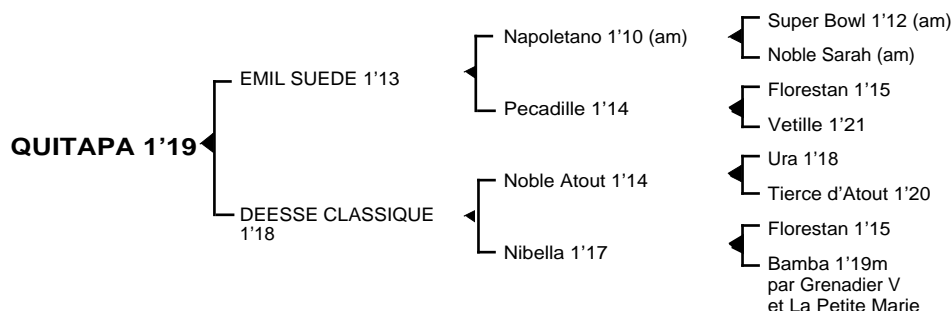 QUITAPA 1’19
EMIL SUEDE 1’13
DEESSE CLASSIQUE
1’18
Napoletano 1’10 (am)
Pecadille 1’14
Noble Atout 1’14
Nibella 1’17
Super Bowl 1’12 (am)
Noble Sarah (am)
Florestan 1’15
Vetille 1’21
Ura 1’18
Tierce d’Atout 1’20
Florestan 1’15
Bamba 1’19m
par Grenadier V
et La Petite Marie